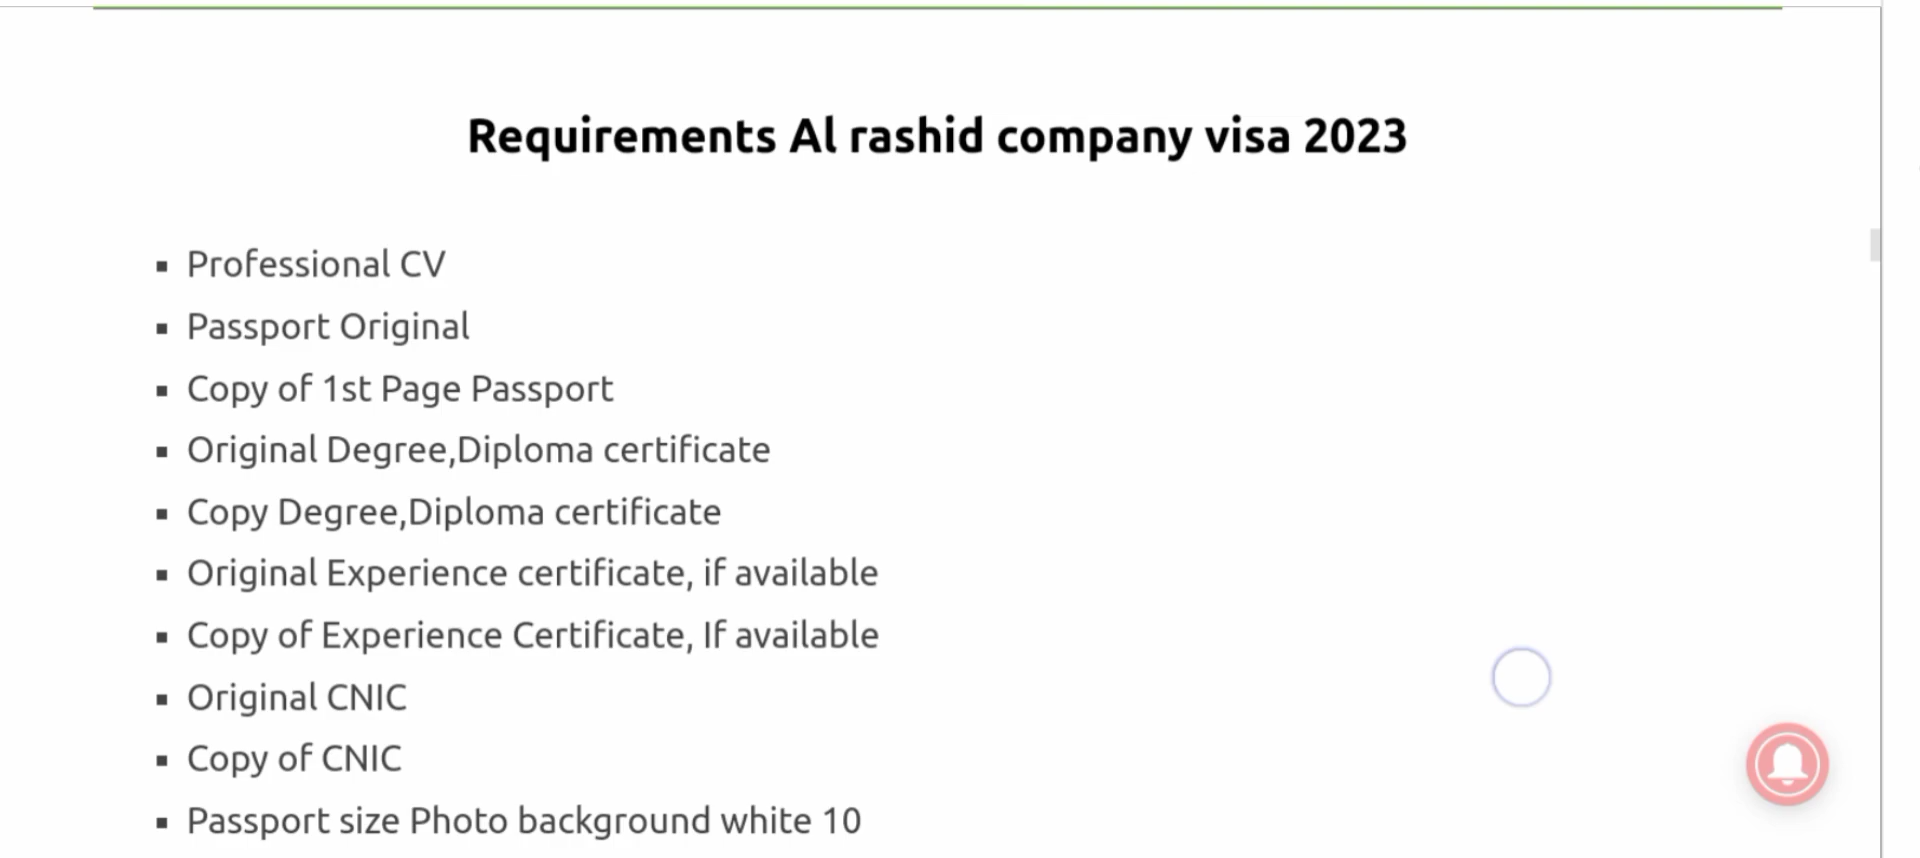 Requirements Al rashid company visa 2023
Professional CV
Passport Original
Copy of 1st Page Passport
Original Degree,Diploma certificate
Copy Degree,Diploma certificate
Original Experience certificate, if available
Copy of Experience Certificate, If available
Original CNIC
Copy of CNIC
Passport size Photo background white 10